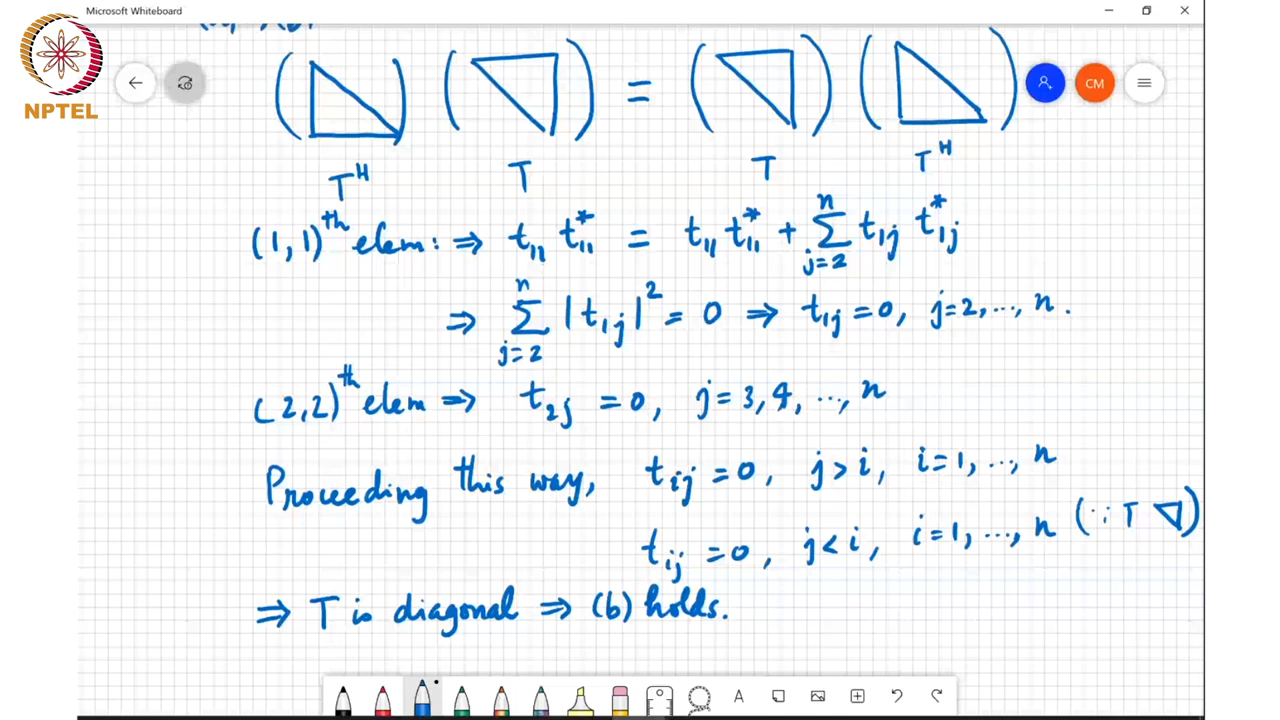 Microsoft Whiteboard
NPTEL
CM
( ) ( ) = ( ) ( )
T^H T T T^H
(1,1)^th elem: ⇒ t_11 t_11^* = t_11 t_11^* + Σ_{j=2}^{n} t_1j t_1j^*
⇒ Σ_{j=2}^{n} |t_1j|^2 = 0 ⇒ t_1j = 0, j=2, ..., n.
(2,2)^th elem ⇒ t_2j = 0, j = 3, 4, ..., n
Proceeding this way, t_ij = 0, j > i, i = 1, ..., n
t_ij = 0, j < i, i = 1, ..., n (∵ T ▽)
⇒ T is diagonal ⇒ (b) holds.
A